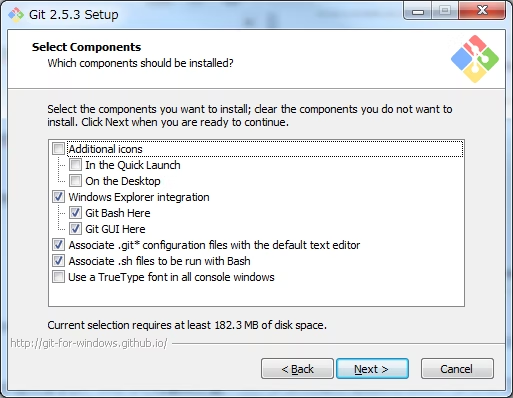 Git 2.5.3 Setup
Select Components
Which components should be installed?
Select the components you want to install; clear the components you do not want to
install. Click Next when you are ready to continue.
Additional icons
In the Quick Launch
On the Desktop
Windows Explorer integration
Git Bash Here
Git GUI Here
Associate .git* configuration files with the default text editor
Associate .sh files to be run with Bash
Use a TrueType font in all console windows
Current selection requires at least 182.3 MB of disk space.
http://git-for-windows.github.io/
< Back
Next >
Cancel